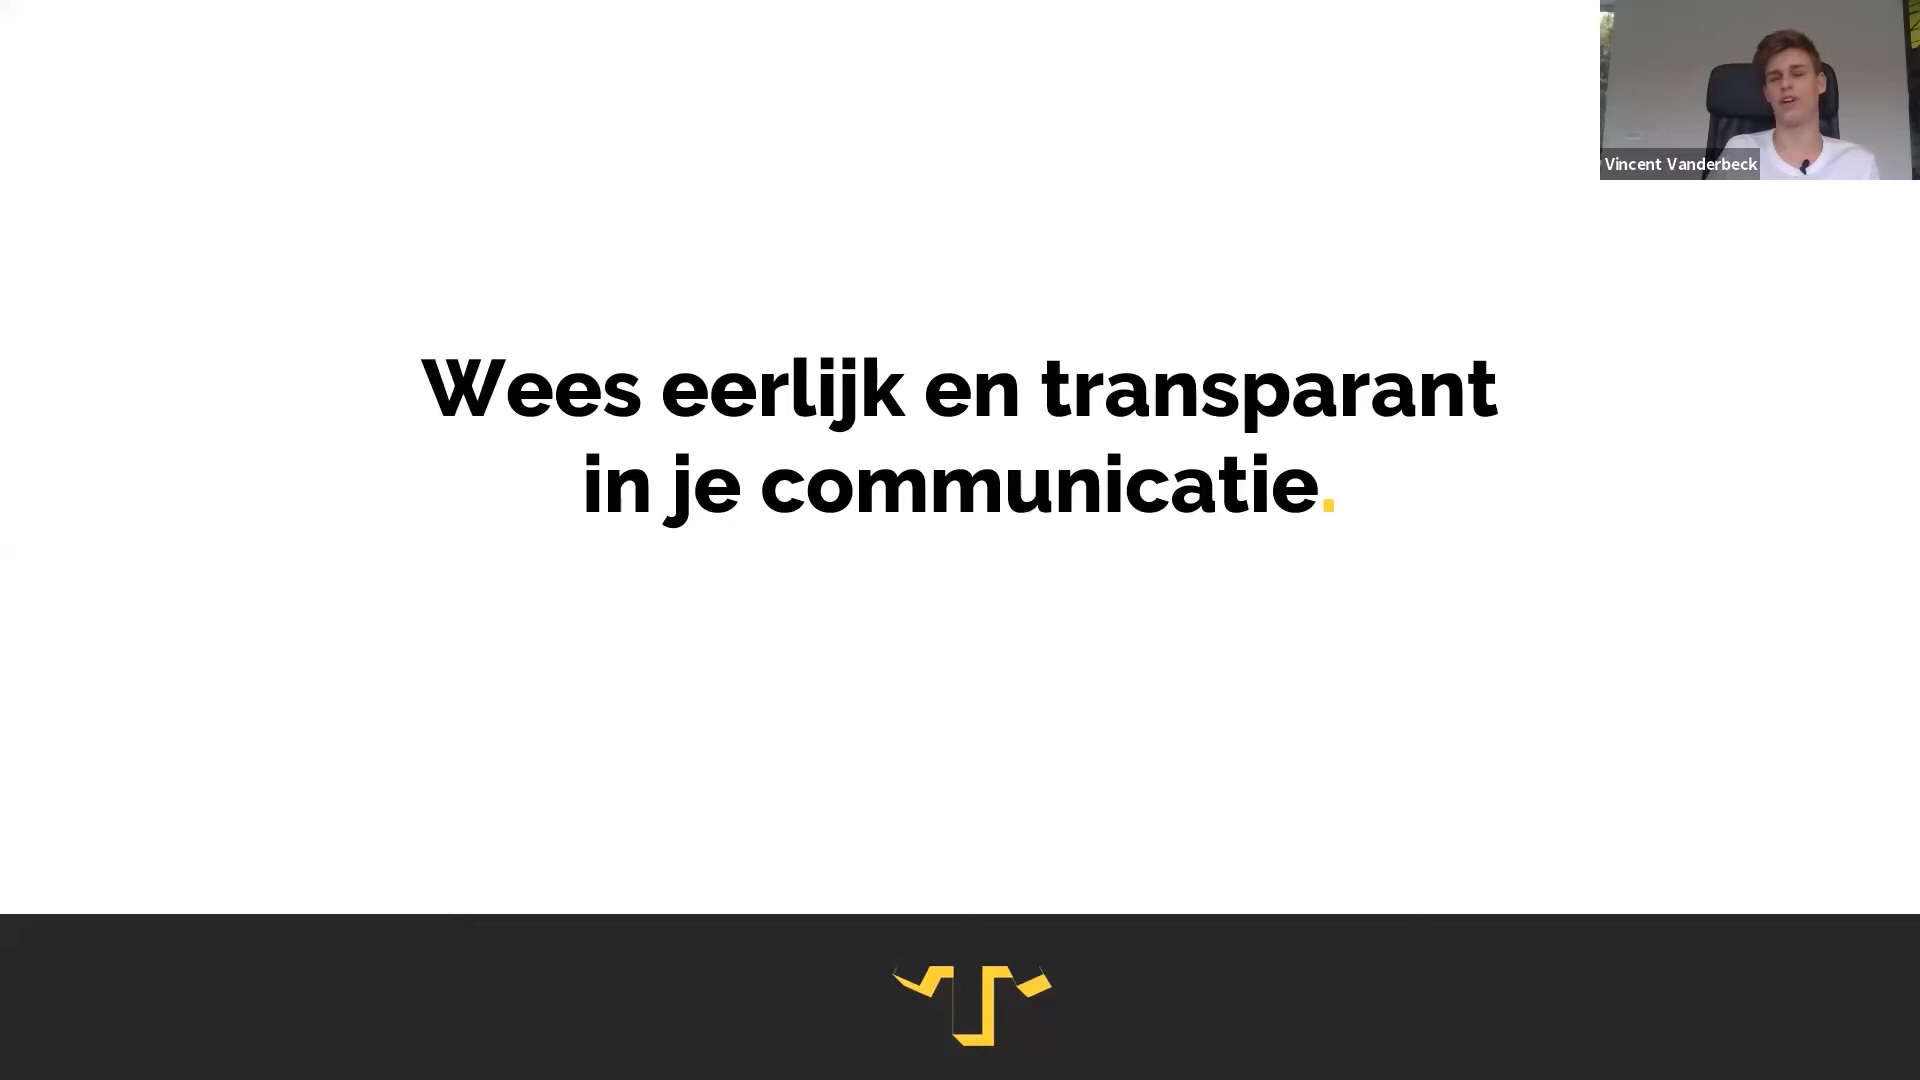 Vincent Vanderbeck
Wees eerlijk en transparant
in je communicatie.